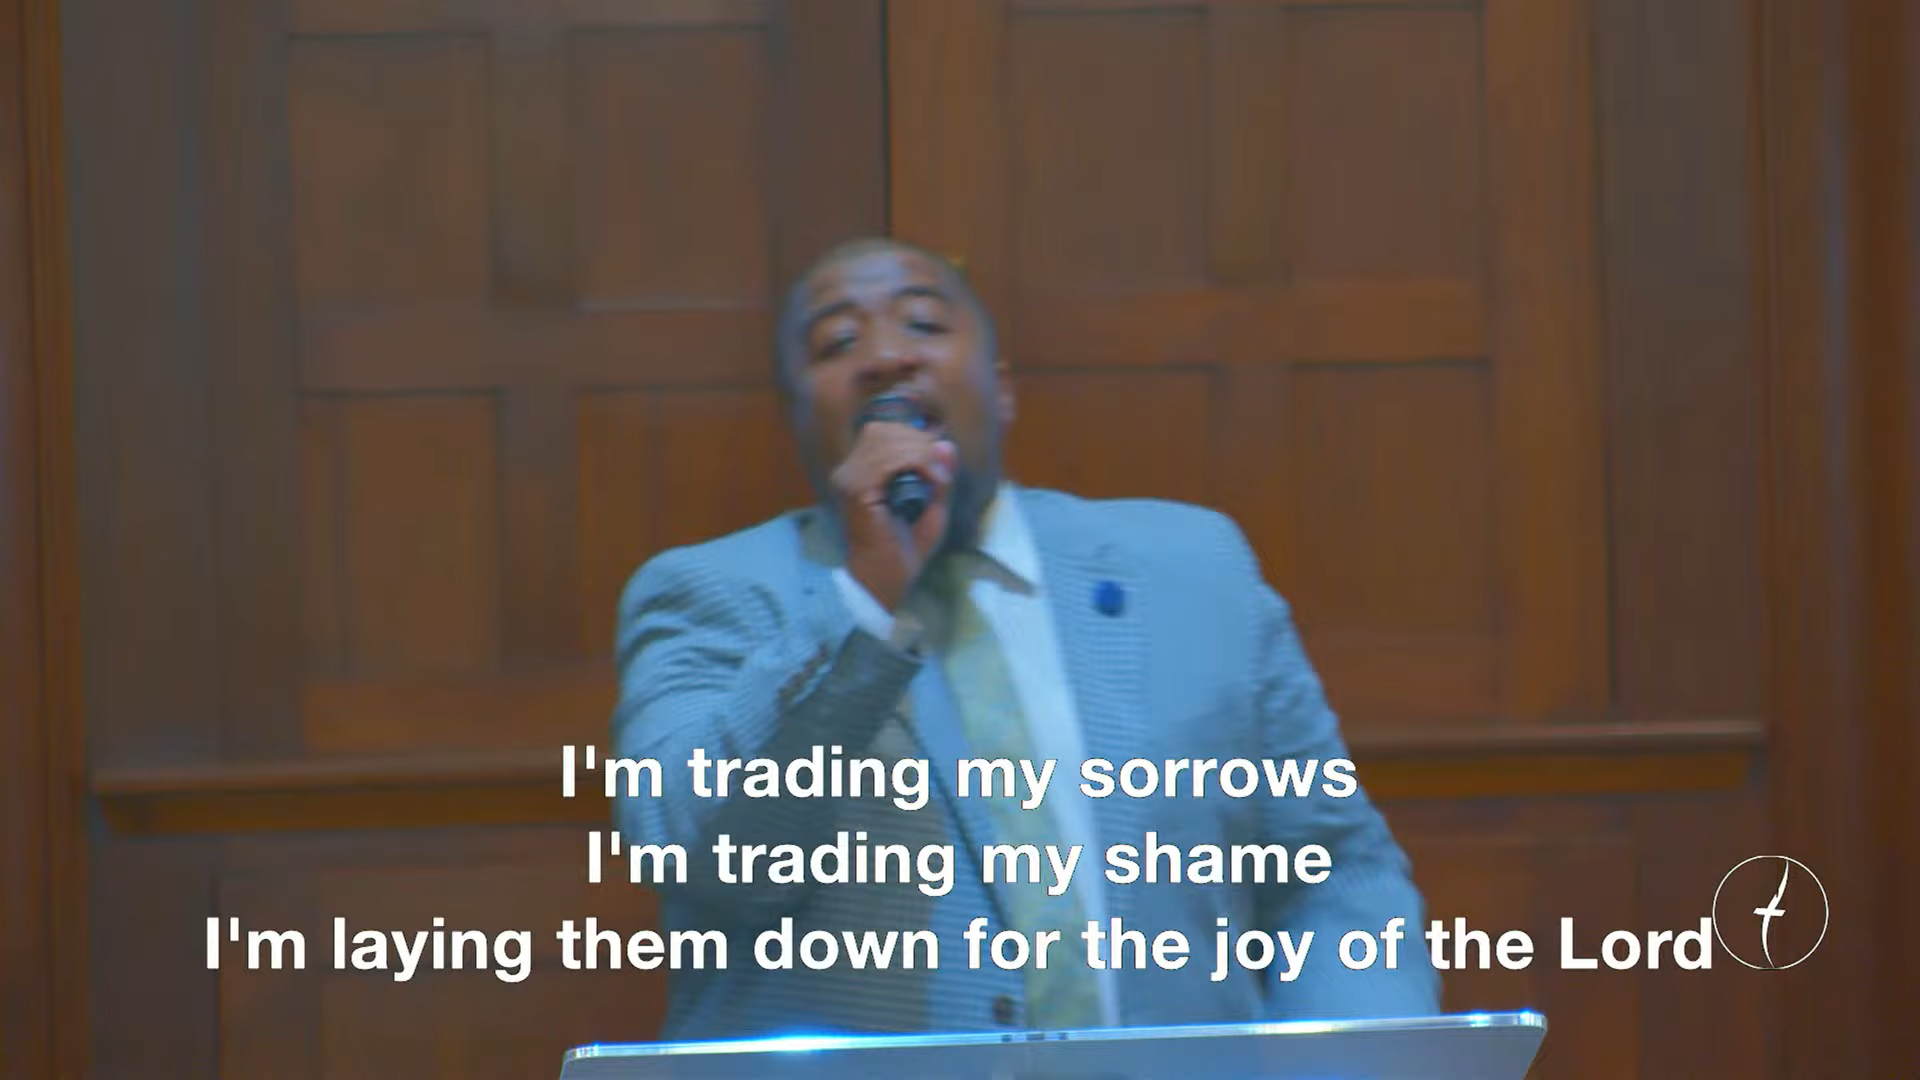 I'm trading my sorrows
I'm trading my shame
I'm laying them down for the joy of the Lord